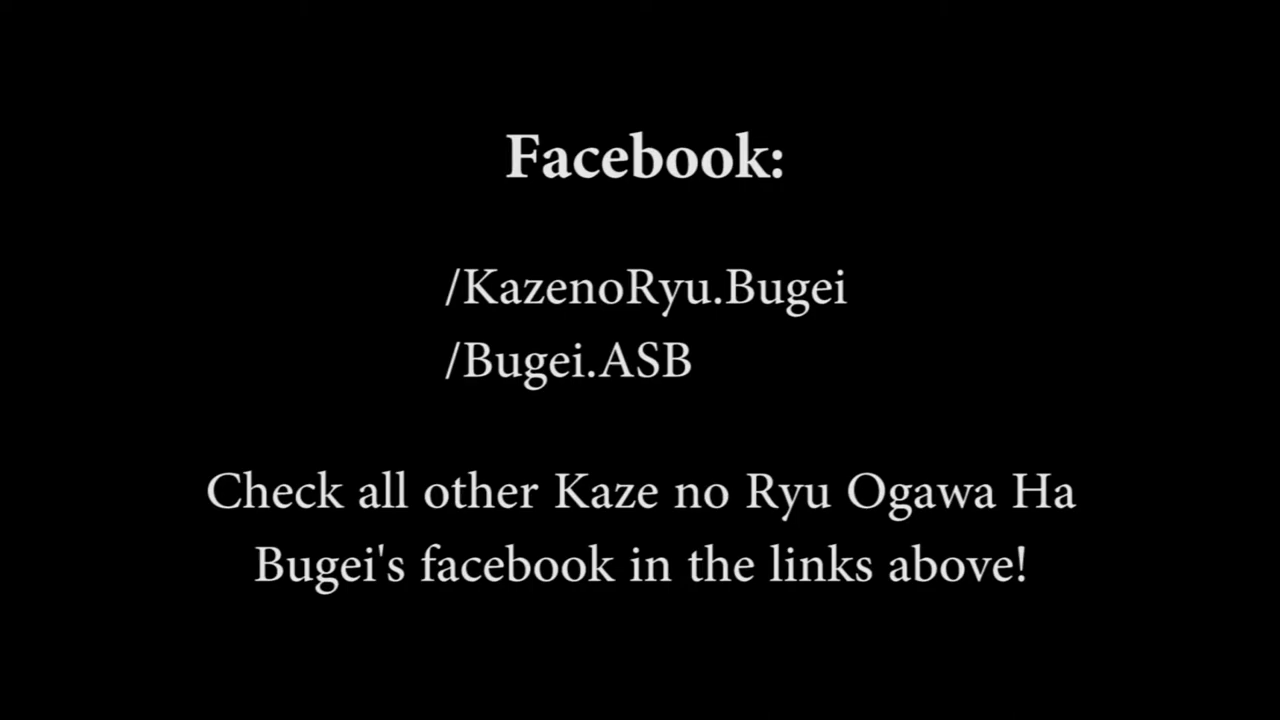 Facebook:
/KazenoRyu.Bugei
/Bugei.ASB
Check all other Kaze no Ryu Ogawa Ha
Bugei's facebook in the links above!